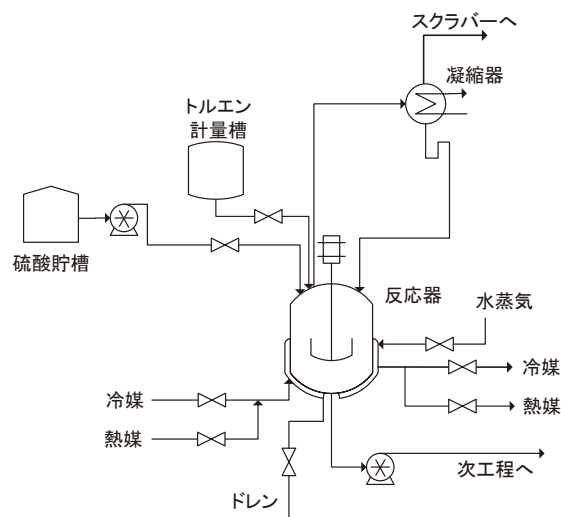 スクラバーへ
凝縮器
トルエン
計量槽
硫酸貯槽
反応器
水蒸気
冷媒
熱媒
冷媒
熱媒
次工程へ
ドレン